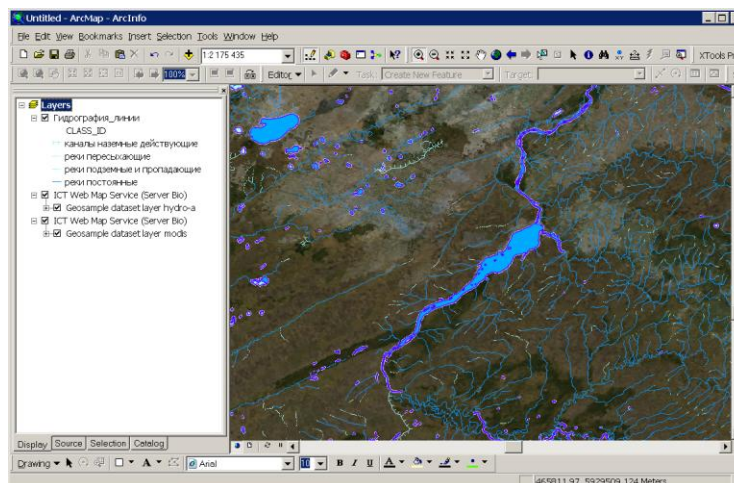 Untitled - ArcMap - ArcInfo
File Edit View Bookmarks Insert Selection Tools Window Help
1:2 175 435
XTools Pr
100%
Editor
Task: Create New Feature
Target:
Layers
Гидрография_линии
CLASS_ID
каналы наземные действующие
реки пересыхающие
реки подземные и пропадающие
реки постоянные
ICT Web Map Service (Server Bio)
Geosample dataset layer hydro-a
ICT Web Map Service (Server Bio)
Geosample dataset layer modis
Display Source Selection Catalog
Drawing
A
Arial
10
B I U A
465811,97 5929509,124 Meters